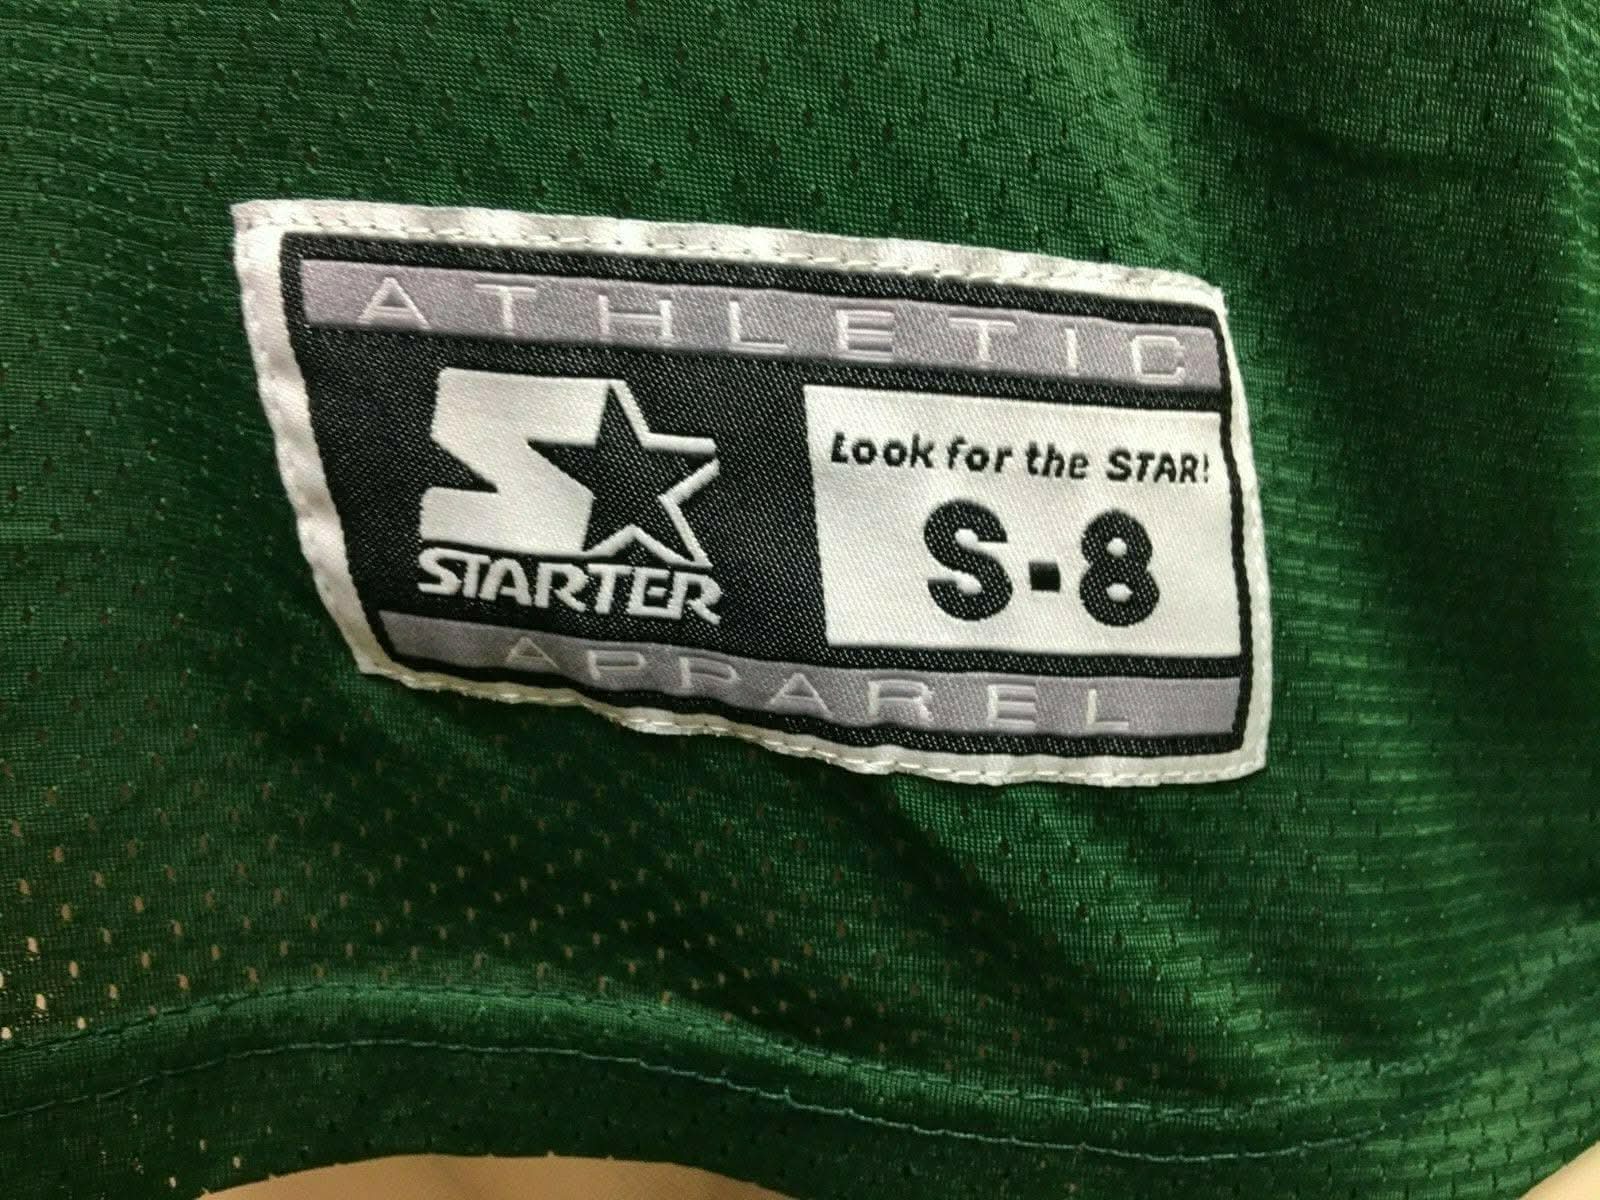 ATHLETIC
STARTER
Look for the STAR!
S-8
APPAREL